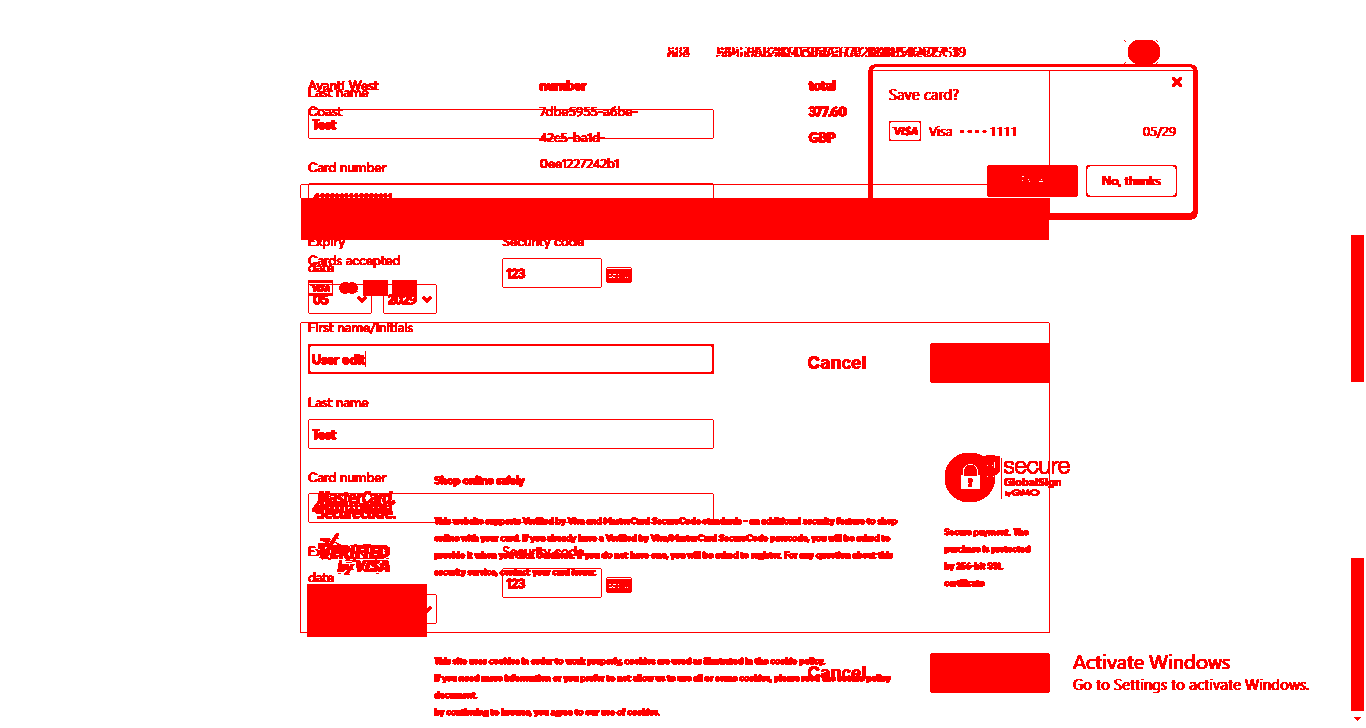 Avanti West
Coast
number
7dbe5955-a6be-
42c5-ba1d-
0ea1227242b1
total
377.60
GBP
Last name
Test
Card number
Save card?
VISA Visa •••• 1111 05/29
No, thanks
Expiry
date
Security code
Cards accepted
VISA
123
05
2029
First name/Initials
User edit
Cancel
Last name
Test
Card number
Shop online safely
MasterCard
SecureCode.
This website supports Verified by Visa and MasterCard SecureCode standards - an additional security feature to shop
online with your card. If you already have a Verified by Visa/MasterCard SecureCode passcode, you will be asked to
provide it when you do not have one, you will be asked to register. For any question about this
security service, contact your card issuer.
VERIFIED
by VISA
date
Security code
123
secure
GlobalSign
by GMO
Secure payment. The
purchase is protected
by 256-bit SSL
certificate
This site uses cookies in order to work properly, cookies are used as illustrated in the cookie policy.
If you need more information or you prefer to not allow us to use all or some cookies, please read the cookie policy
document.
by continuing to browse, you agree to our use of cookies.
Cancel
Activate Windows
Go to Settings to activate Windows.